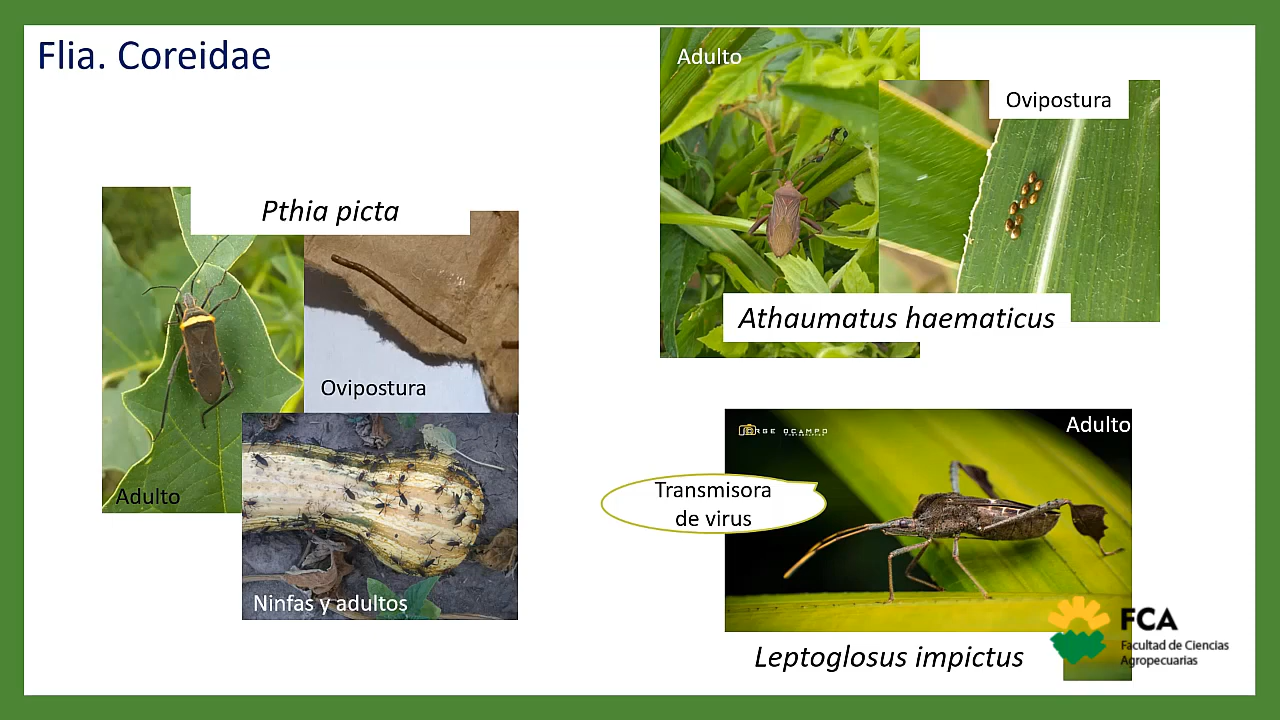 Flia. Coreidae
Pthia picta
Ovipostura
Adulto
Ninfas y adultos
Adulto
Ovipostura
Athaumatus haematicus
Adulto
Transmisora
de virus
Leptoglosus impictus
FCA
Facultad de Ciencias
Agropecuarias